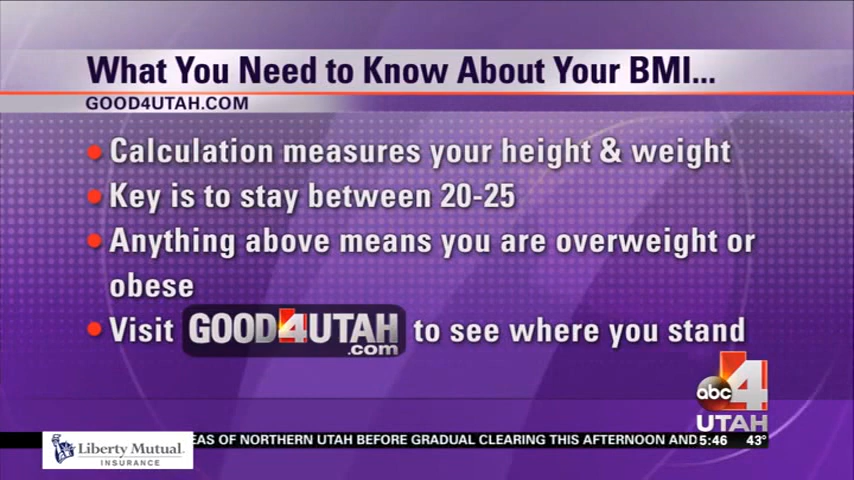 What You Need to Know About Your BMI...
GOOD4UTAH.COM
• Calculation measures your height & weight
• Key is to stay between 20-25
• Anything above means you are overweight or
obese
• Visit GOOD4UTAH.com to see where you stand
abc 4
UTAH
Liberty Mutual
INSURANCE
EAS OF NORTHERN UTAH BEFORE GRADUAL CLEARING THIS AFTERNOON AND 5:46 43°